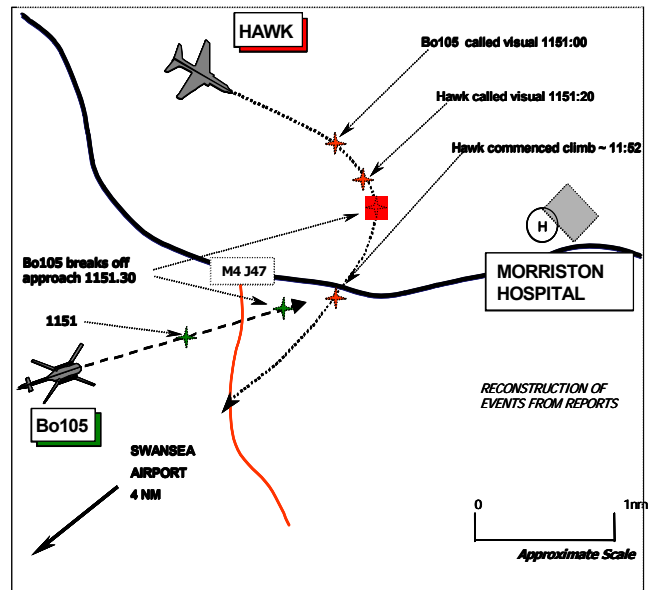 HAWK
Bo105 called visual 1151:00
Hawk called visual 1151:20
Hawk commenced climb ~ 11:52
H
Bo105 breaks off
approach 1151.30
M4 J47
MORRISTON
HOSPITAL
1151
Bo105
RECONSTRUCTION OF
EVENTS FROM REPORTS
SWANSEA
AIRPORT
4 NM
0
1nm
Approximate Scale